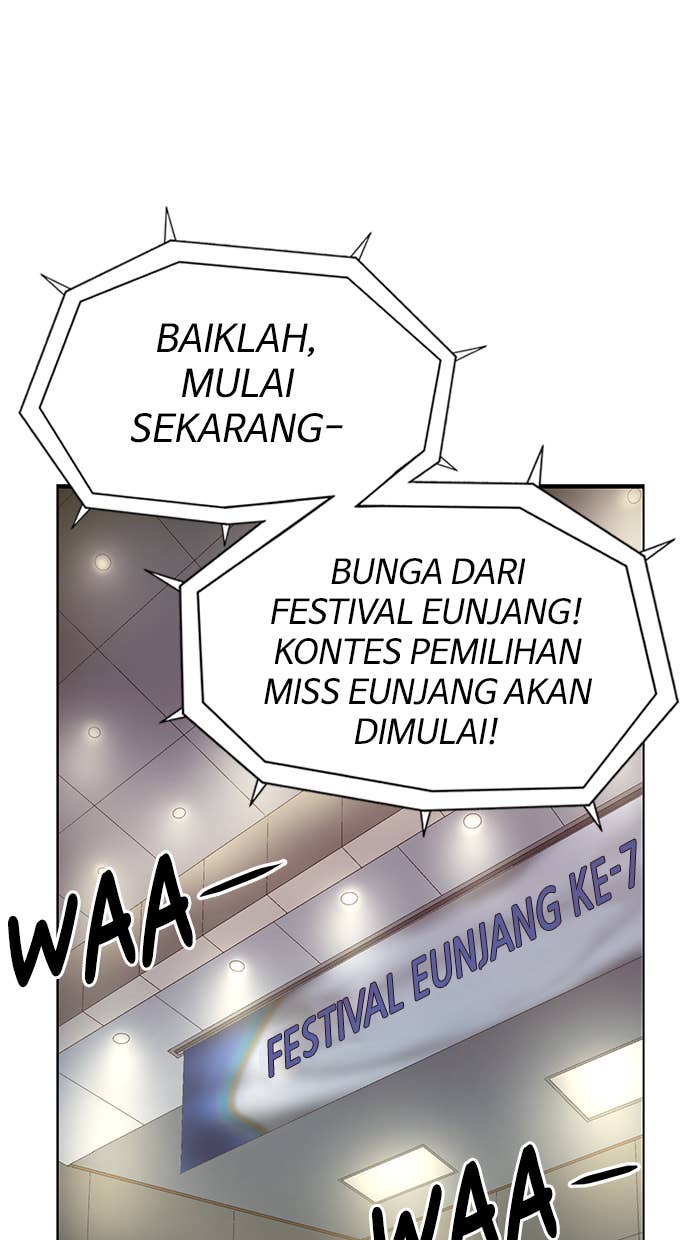 BAIKLAH,
MULAI
SEKARANG-
BUNGA DARI
FESTIVAL EUNJANG!
KONTES PEMILIHAN
MISS EUNJANG AKAN
DIMULAI!
WAA-
FESTIVAL EUNJANG KE-7
WAA-